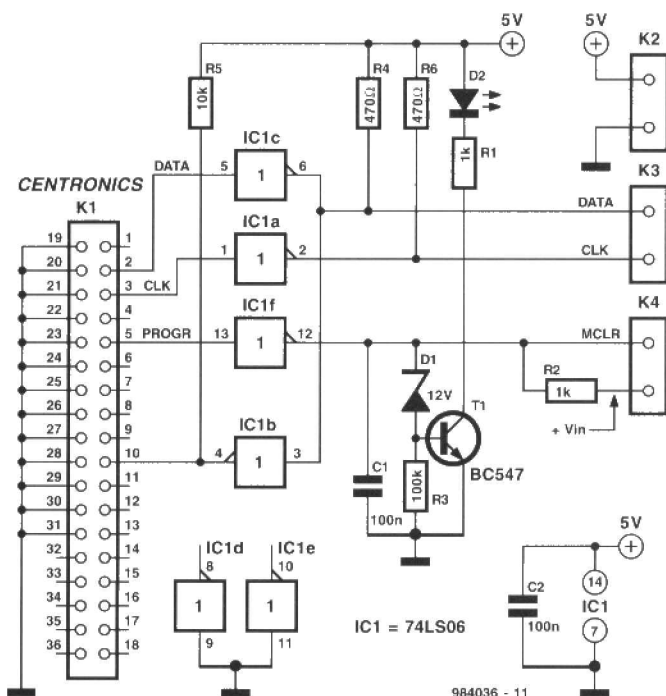 5V
5V
K2
R5
10k
R4
470Ω
R6
470Ω
D2
R1
1k
IC1c
DATA
5
1
6
K3
CENTRONICS
K1
IC1a
DATA
1
1
2
CLK
CLK
IC1f
K4
PROGR
13
1
12
MCLR
D1
12V
R2
1k
T1
+ Vin
BC547
IC1b
4
1
3
C1
100n
100k
R3
19
1
20
2
21
3
22
4
23
5
24
6
25
7
26
8
27
9
28
10
29
11
30
12
31
13
32
14
33
15
34
16
35
17
36
18
IC1d
8
1
9
IC1e
10
1
11
IC1 = 74LS06
5V
C2
100n
14
IC1
7
984036 - 11